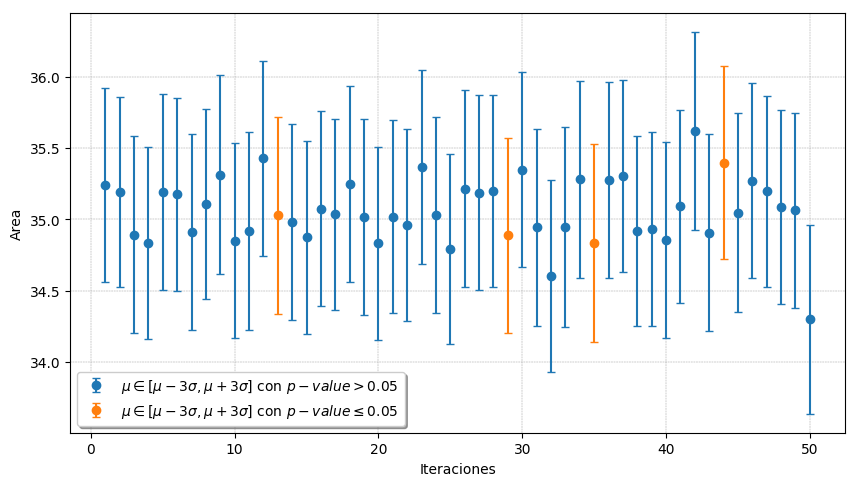 36.0
35.5
Area
35.0
34.5
34.0
μ ∈ [μ − 3σ, μ + 3σ] con p − value > 0.05
μ ∈ [μ − 3σ, μ + 3σ] con p − value ≤ 0.05
0 10 20 30 40 50
Iteraciones